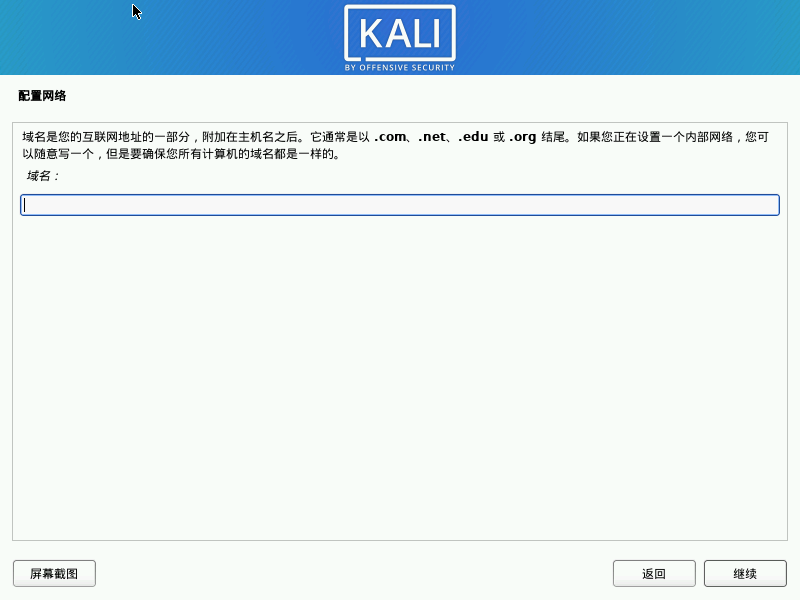 KALI
BY OFFENSIVE SECURITY
配置网络
域名是您的互联网地址的一部分，附加在主机名之后。它通常是以 .com、.net、.edu 或 .org 结尾。如果您正在设置一个内部网络，您可
以随意写一个，但是要确保您所有计算机的域名都是一样的。
域名：
屏幕截图
返回
继续